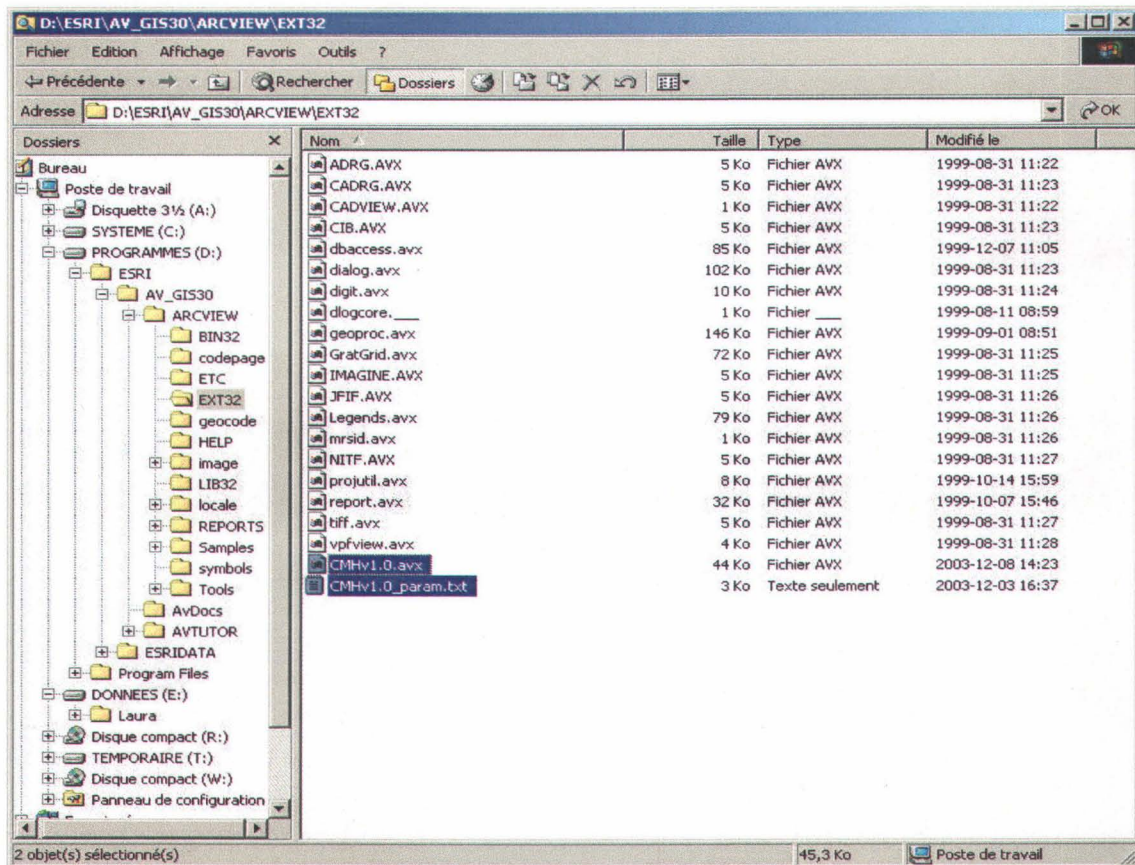 D:\ESRI\AV_GIS30\ARCVIEW\EXT32
Fichier Edition Affichage Favoris Outils ?
Précédente Rechercher Dossiers
Adresse D:\ESRI\AV_GIS30\ARCVIEW\EXT32 OK
Dossiers
Bureau
Poste de travail
Disquette 3½ (A:)
SYSTEME (C:)
PROGRAMMES (D:)
ESRI
AV_GIS30
ARCVIEW
BIN32
codepage
ETC
EXT32
geocode
HELP
image
LIB32
locale
REPORTS
Samples
symbols
Tools
AvDocs
AVTUTOR
ESRIDATA
Program Files
DONNEES (E:)
Laura
Disque compact (R:)
TEMPORAIRE (T:)
Disque compact (W:)
Panneau de configuration
Nom Taille Type Modifié le
ADRG.AVX 5 Ko Fichier AVX 1999-08-31 11:22
CADRG.AVX 5 Ko Fichier AVX 1999-08-31 11:23
CADVIEW.AVX 1 Ko Fichier AVX 1999-08-31 11:22
CIB.AVX 5 Ko Fichier AVX 1999-08-31 11:23
dbaccess.avx 85 Ko Fichier AVX 1999-12-07 11:05
dialog.avx 102 Ko Fichier AVX 1999-08-31 11:23
digit.avx 10 Ko Fichier AVX 1999-08-31 11:24
dlogcore.___ 1 Ko Fichier ___ 1999-08-11 08:59
geoproc.avx 146 Ko Fichier AVX 1999-09-01 08:51
GratGrid.avx 72 Ko Fichier AVX 1999-08-31 11:25
IMAGINE.AVX 5 Ko Fichier AVX 1999-08-31 11:25
JFIF.AVX 5 Ko Fichier AVX 1999-08-31 11:26
Legends.avx 79 Ko Fichier AVX 1999-08-31 11:26
mrsid.avx 1 Ko Fichier AVX 1999-08-31 11:26
NITF.AVX 5 Ko Fichier AVX 1999-08-31 11:27
projutil.avx 8 Ko Fichier AVX 1999-10-14 15:59
report.avx 32 Ko Fichier AVX 1999-10-07 15:46
tiff.avx 5 Ko Fichier AVX 1999-08-31 11:27
vpfview.avx 4 Ko Fichier AVX 1999-08-31 11:28
CMHv1.0.avx 44 Ko Fichier AVX 2003-12-08 14:23
CMHv1.0_param.txt 3 Ko Texte seulement 2003-12-03 16:37
2 objet(s) sélectionné(s) 45,3 Ko Poste de travail